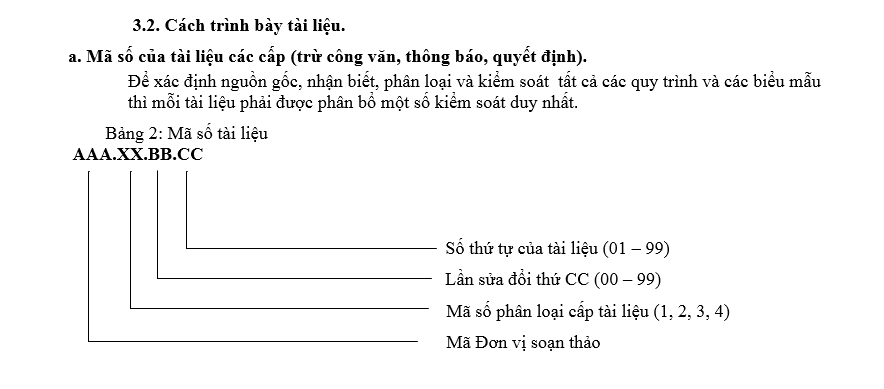 3.2. Cách trình bày tài liệu.
a. Mã số của tài liệu các cấp (trừ công văn, thông báo, quyết định).
Để xác định nguồn gốc, nhận biết, phân loại và kiểm soát tất cả các quy trình và các biểu mẫu
thì mỗi tài liệu phải được phân bổ một số kiểm soát duy nhất.
Bảng 2: Mã số tài liệu
AAA.XX.BB.CC
Số thứ tự của tài liệu (01 – 99)
Lần sửa đổi thứ CC (00 – 99)
Mã số phân loại cấp tài liệu (1, 2, 3, 4)
Mã Đơn vị soạn thảo